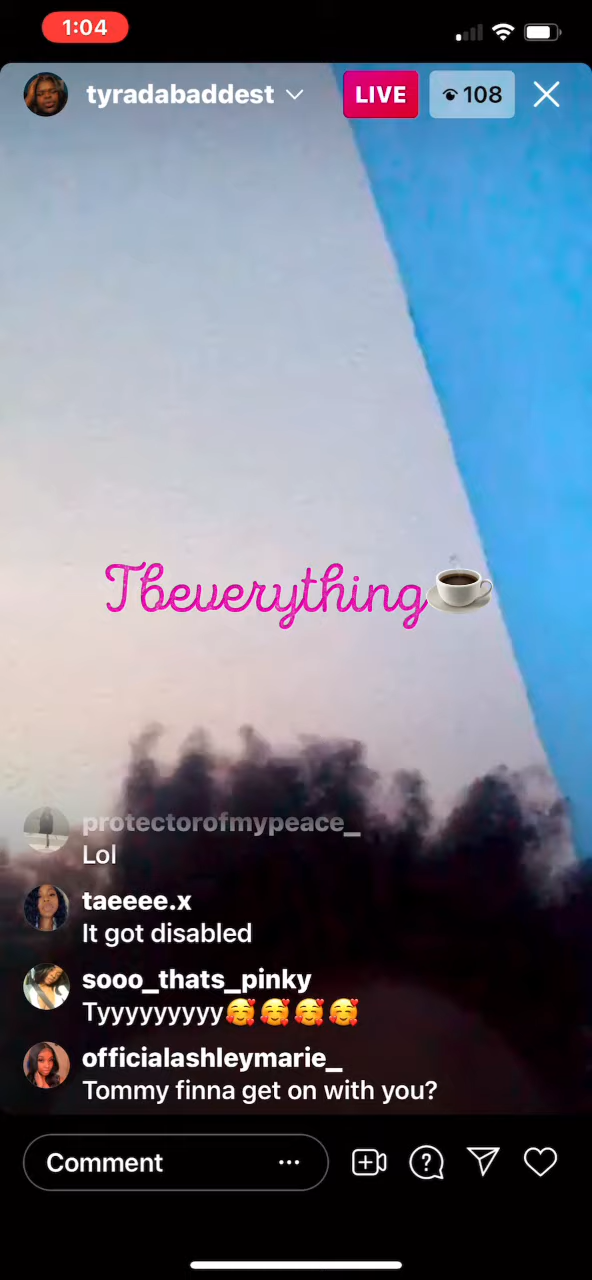 1:04
tyradabaddest
LIVE
108
Tbeverything
protectorofmypeace_
Lol
taeeee.x
It got disabled
sooo_thats_pinky
Tyyyyyyyyy🥰🥰🥰🥰
officialashleymarie_
Tommy finna get on with you?
Comment